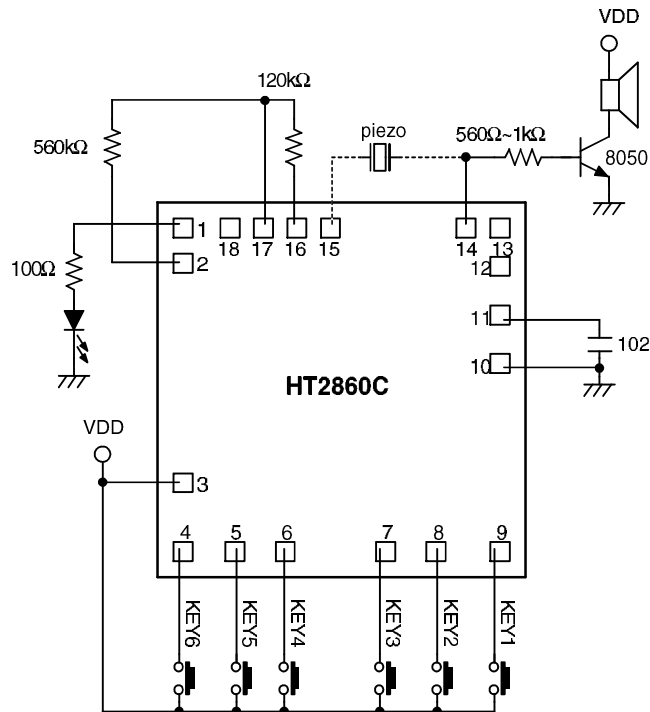 VDD
120kΩ
piezo
560Ω~1kΩ
560kΩ
8050
1
18
17
16
15
14
13
12
2
100Ω
11
102
10
HT2860C
VDD
3
4
5
6
7
8
9
KEY6
KEY5
KEY4
KEY3
KEY2
KEY1